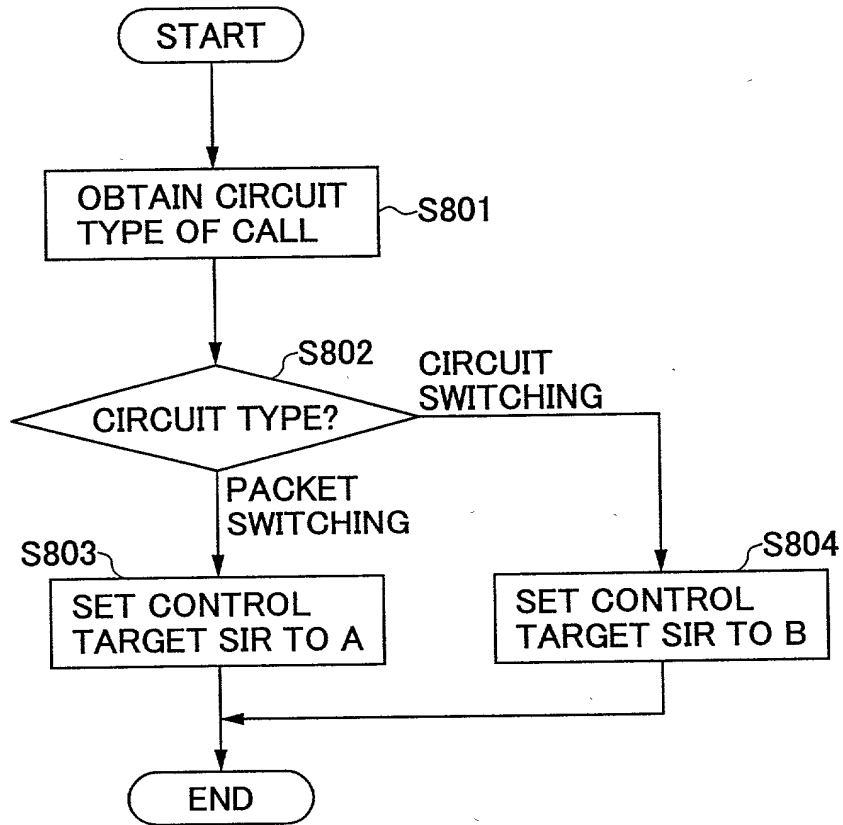 START
OBTAIN CIRCUIT
TYPE OF CALL
S801
S802
CIRCUIT TYPE?
CIRCUIT
SWITCHING
PACKET
SWITCHING
S803
SET CONTROL
TARGET SIR TO A
S804
SET CONTROL
TARGET SIR TO B
END